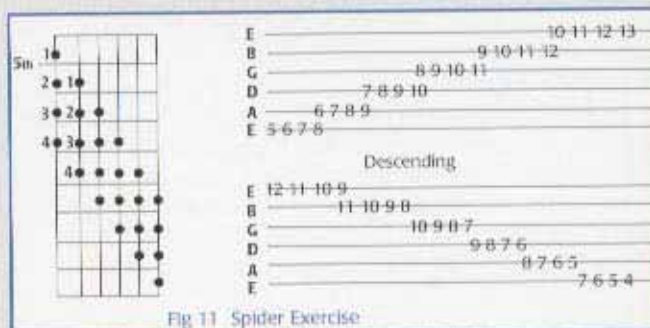 1
5th
2 1
3 2
4 3
4
E 10 11 12 13
B 9 10 11 12
G 8 9 10 11
D 7 8 9 10
A 6 7 8 9
E 5 6 7 8
Descending
E 12 11 10 9
B 11 10 9 8
G 10 9 8 7
D 9 8 7 6
A 8 7 6 5
E 7 6 5 4
Fig 11 Spider Exercise